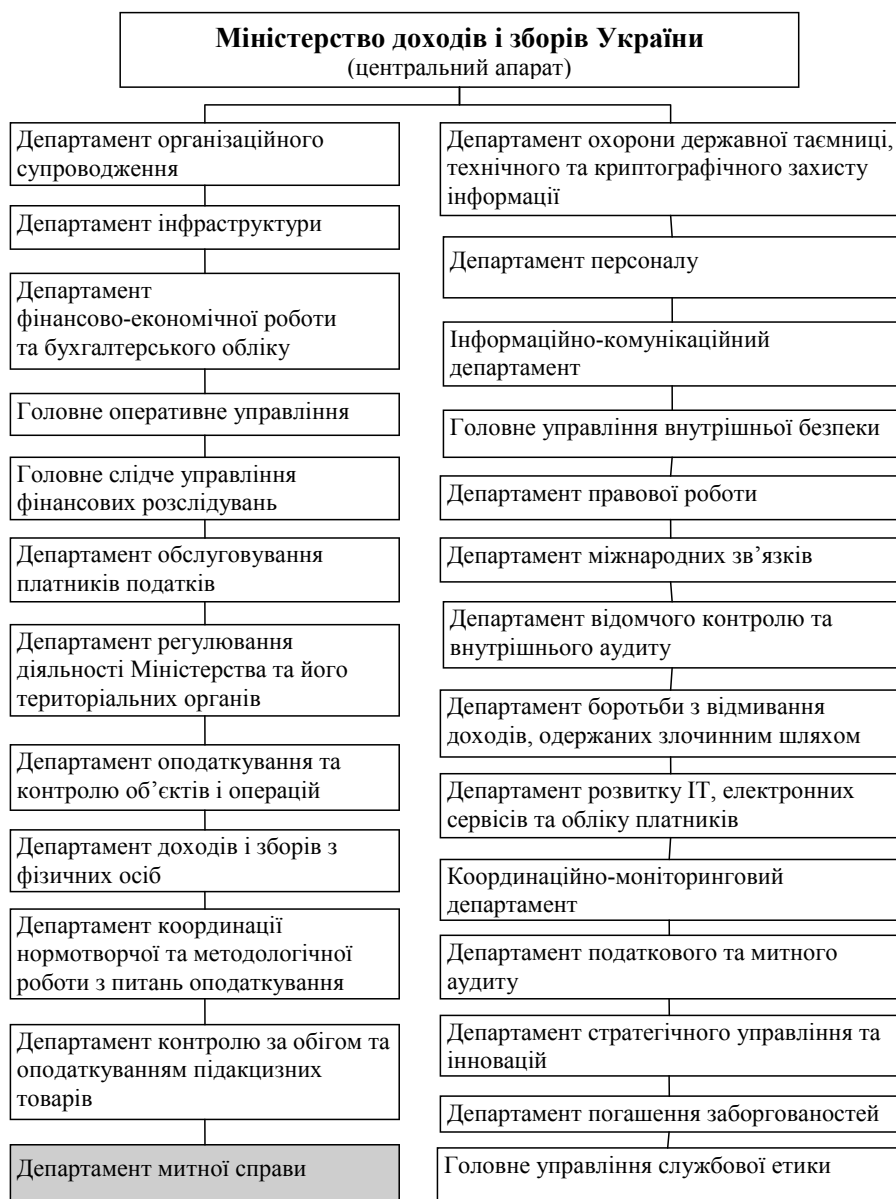 Міністерство доходів і зборів України
(центральний апарат)
Департамент організаційного
супроводження
Департамент інфраструктури
Департамент
фінансово-економічної роботи
та бухгалтерського обліку
Головне оперативне управління
Головне слідче управління
фінансових розслідувань
Департамент обслуговування
платників податків
Департамент регулювання
діяльності Міністерства та його
територіальних органів
Департамент оподаткування та
контролю об’єктів і операцій
Департамент доходів і зборів з
фізичних осіб
Департамент координації
нормотворчої та методологічної
роботи з питань оподаткування
Департамент контролю за обігом та
оподаткуванням підакцизних
товарів
Департамент митної справи
Департамент охорони державної таємниці,
технічного та криптографічного захисту
інформації
Департамент персоналу
Інформаційно-комунікаційний
департамент
Головне управління внутрішньої безпеки
Департамент правової роботи
Департамент міжнародних зв’язків
Департамент відомчого контролю та
внутрішнього аудиту
Департамент боротьби з відмивання
доходів, одержаних злочинним шляхом
Департамент розвитку ІТ, електронних
сервісів та обліку платників
Координаційно-моніторинговий
департамент
Департамент податкового та митного
аудиту
Департамент стратегічного управління та
інновацій
Департамент погашення заборгованостей
Головне управління службової етики